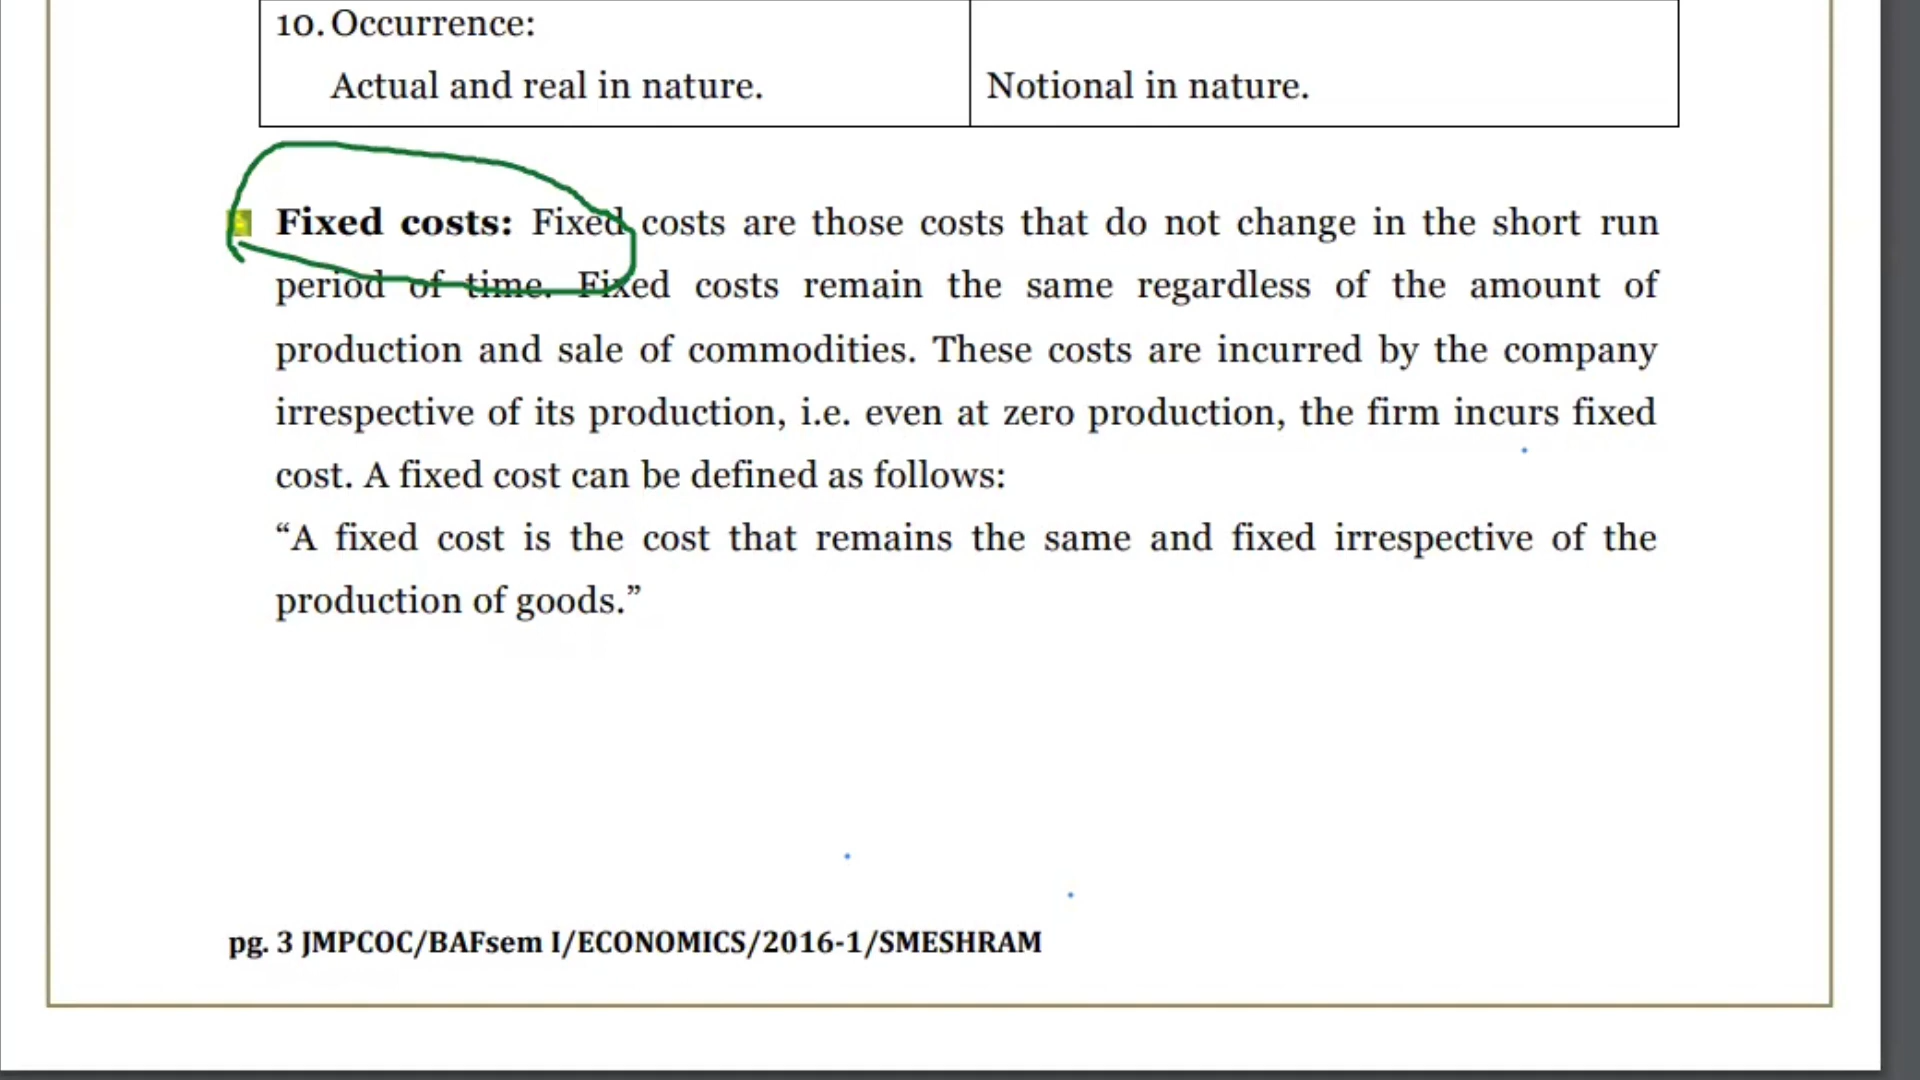 10. Occurrence:
Actual and real in nature.
Notional in nature.
Fixed costs: Fixed costs are those costs that do not change in the short run
period of time. Fixed costs remain the same regardless of the amount of
production and sale of commodities. These costs are incurred by the company
irrespective of its production, i.e. even at zero production, the firm incurs fixed
cost. A fixed cost can be defined as follows:
“A fixed cost is the cost that remains the same and fixed irrespective of the
production of goods.”
pg. 3 JMPCOC/BAFsem I/ECONOMICS/2016-1/SMESHRAM